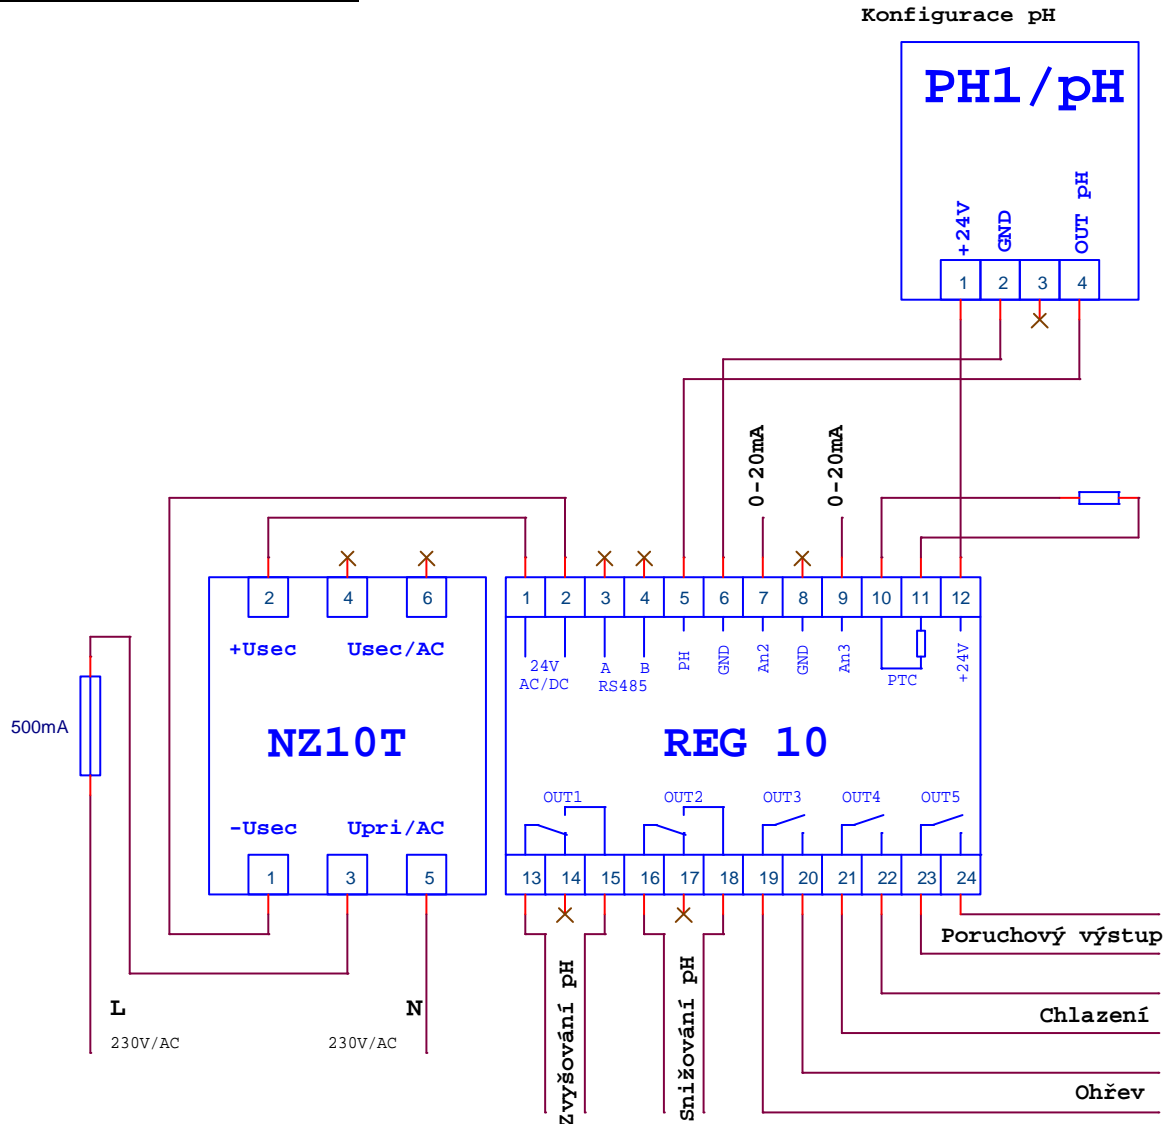 Konfigurace pH
PH1/pH
+24V
GND
OUT pH
1 2 3 4
0-20mA
0-20mA
2 4 6
+Usec Usec/AC
500mA
NZ10T
-Usec Upri/AC
1 3 5
L
230V/AC
N
230V/AC
1 2 3 4 5 6 7 8 9 10 11 12
24V
AC/DC
A B
RS485
PH
GND
An2
GND
An3
PTC
+24V
REG 10
OUT1 OUT2 OUT3 OUT4 OUT5
13 14 15 16 17 18 19 20 21 22 23 24
Zvyšování pH
Snižování pH
Poruchový výstup
Chlazení
Ohřev